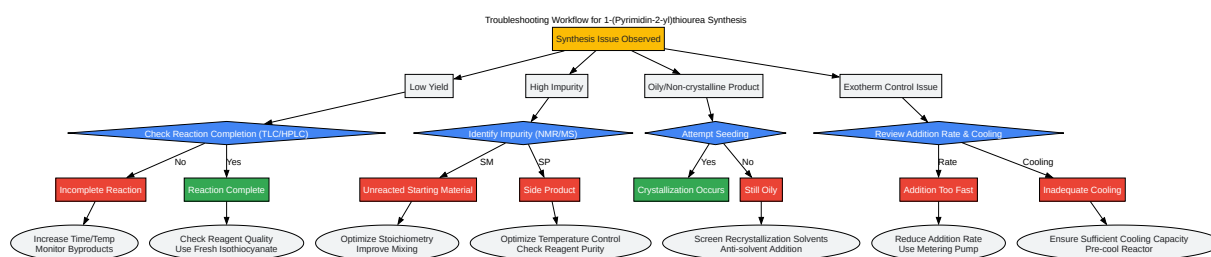 Troubleshooting Workflow for 1-(Pyrimidin-2-yl)thiourea Synthesis
Synthesis Issue Observed
Low Yield
High Impurity
Oily/Non-crystalline Product
Exotherm Control Issue
Check Reaction Completion (TLC/HPLC)
Identify Impurity (NMR/MS)
Attempt Seeding
Review Addition Rate & Cooling
No
Yes
SM
SP
Yes
No
Rate
Cooling
Incomplete Reaction
Reaction Complete
Unreacted Starting Material
Side Product
Crystallization Occurs
Still Oily
Addition Too Fast
Inadequate Cooling
Increase Time/Temp
Monitor Byproducts
Check Reagent Quality
Use Fresh Isothiocyanate
Optimize Stoichiometry
Improve Mixing
Optimize Temperature Control
Check Reagent Purity
Screen Recrystallization Solvents
Anti-solvent Addition
Reduce Addition Rate
Use Metering Pump
Ensure Sufficient Cooling Capacity
Pre-cool Reactor